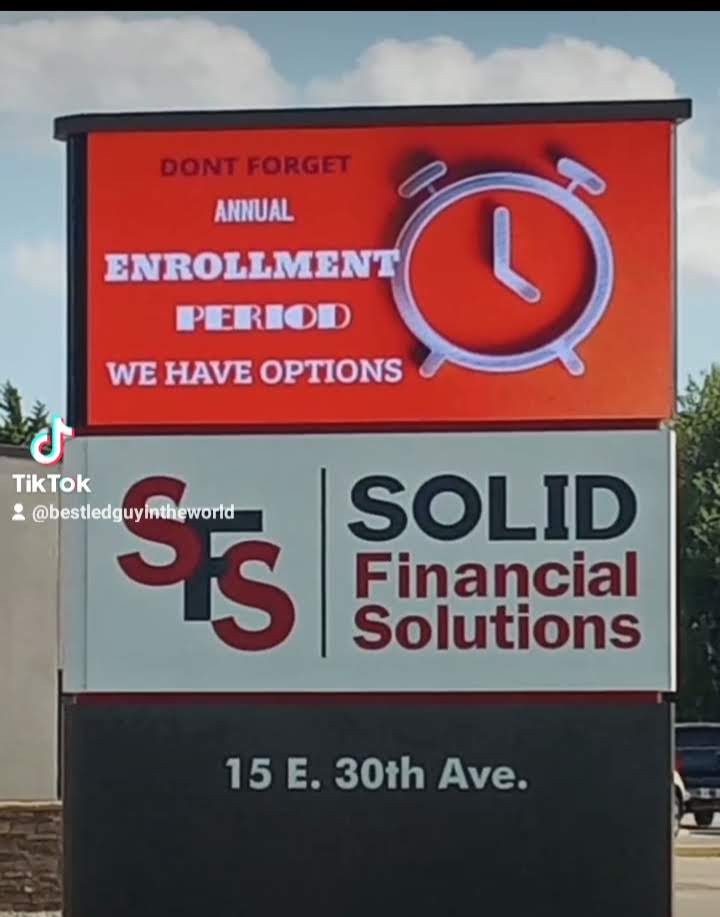 DONT FORGET
ANNUAL
ENROLLMENT
PERIOD
WE HAVE OPTIONS
TikTok
@bestledguyintheworld
SFS
SOLID
Financial
Solutions
15 E. 30th Ave.